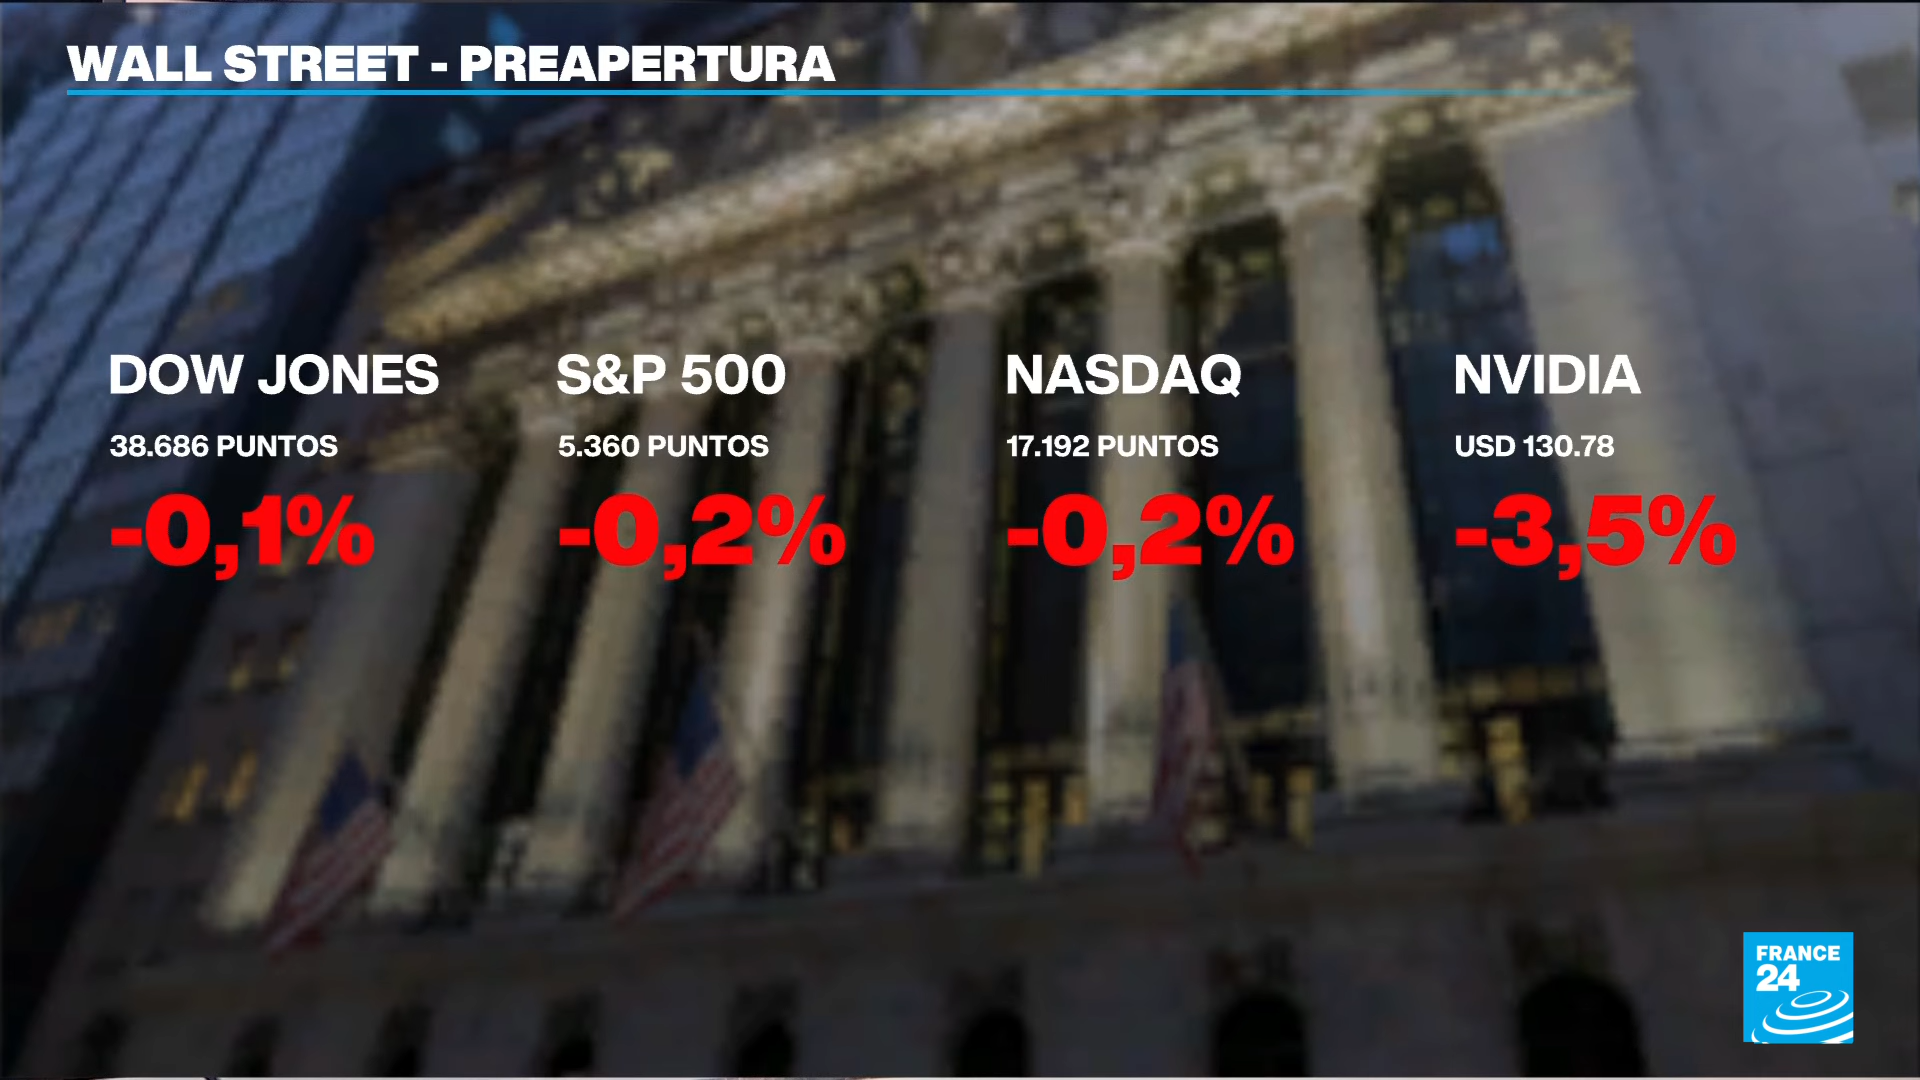 WALL STREET - PREAPERTURA
DOW JONES
38.686 PUNTOS
-0,1%
S&P 500
5.360 PUNTOS
-0,2%
NASDAQ
17.192 PUNTOS
-0,2%
NVIDIA
USD 130.78
-3,5%
FRANCE
24